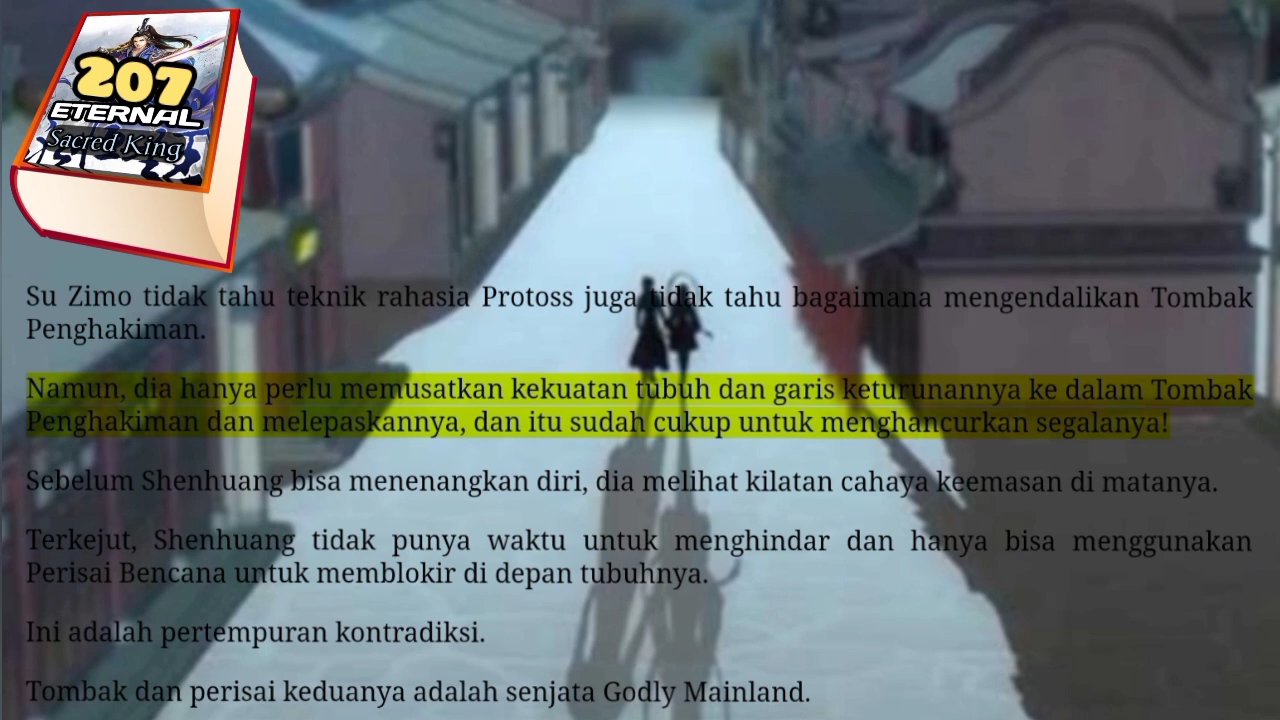 207
ETERNAL
Sacred King
Su Zimo tidak tahu teknik rahasia Protoss juga tidak tahu bagaimana mengendalikan Tombak
Penghakiman.
Namun, dia hanya perlu memusatkan kekuatan tubuh dan garis keturunannya ke dalam Tombak
Penghakiman dan melepaskannya, dan itu sudah cukup untuk menghancurkan segalanya!
Sebelum Shenhuang bisa menenangkan diri, dia melihat kilatan cahaya keemasan di matanya.
Terkejut, Shenhuang tidak punya waktu untuk menghindar dan hanya bisa menggunakan
Perisai Bencana untuk memblokir di depan tubuhnya.
Ini adalah pertempuran kontradiksi.
Tombak dan perisai keduanya adalah senjata Godly Mainland.